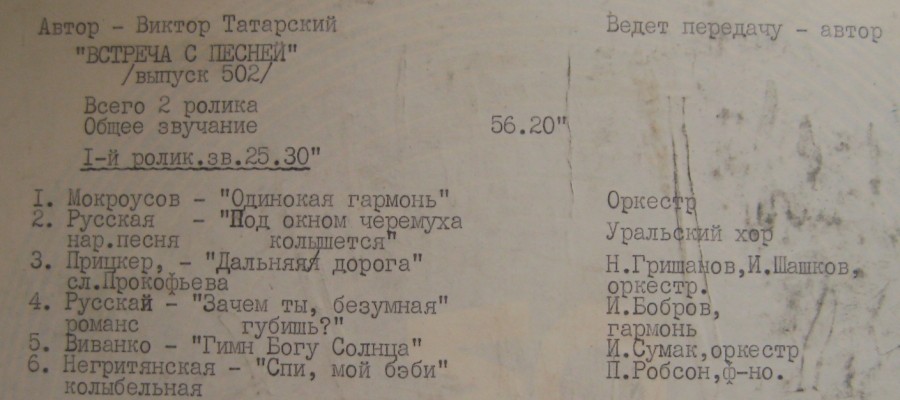 Автор - Виктор Татарский Ведет передачу - автор
"ВСТРЕЧА С ПЕСНЕЙ"
/выпуск 502/
Всего 2 ролика
Общее звучание 56.20"
I-й ролик.зв.25.30"
I. Мокроусов - "Одинокая гармонь" Оркестр
2. Русская - "Под окном черемуха Уральский хор
нар.песня колышется"
3. Прицкер, - "Дальняя дорога" Н.Гришанов,И.Шашков,
сл.Прокофьева оркестр.
4. Русский - "Зачем ты, безумная" И.Бобров,
романс губишь?" гармонь
5. Виванко - "Гимн Богу Солнца" И.Сумак,оркестр
6. Негритянская - "Спи, мой бэби" П.Робсон,ф-но.
колыбельная